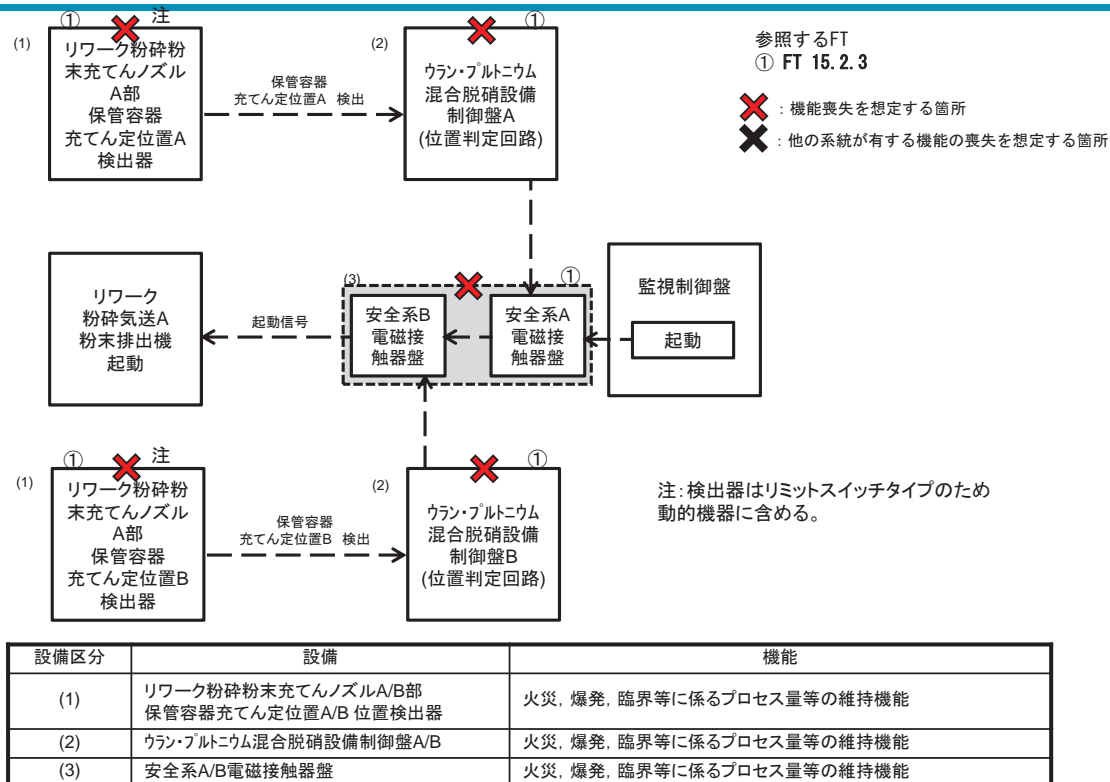 ① 注
(1)
リワーク粉砕粉
末充てんノズル
A部
保管容器
充てん定位置A
検出器
保管容器
充てん定位置A 検出
①
(2)
ウラン・プルトニウム
混合脱硝設備
制御盤A
(位置判定回路)
参照するFT
① FT 15.2.3
：機能喪失を想定する箇所
：他の系統が有する機能の喪失を想定する箇所
リワーク
粉砕気送A
粉末排出機
起動
起動信号
(3)
①
安全系B
電磁接
触器盤
安全系A
電磁接
触器盤
監視制御盤
起動
① 注
(1)
リワーク粉砕粉
末充てんノズル
A部
保管容器
充てん定位置B
検出器
保管容器
充てん定位置B 検出
①
(2)
ウラン・プルトニウム
混合脱硝設備
制御盤B
(位置判定回路)
注：検出器はリミットスイッチタイプのため
動的機器に含める。
設備区分 設備 機能
(1) リワーク粉砕粉末充てんノズルA/B部
保管容器充てん定位置A/B 位置検出器 火災，爆発，臨界等に係るプロセス量等の維持機能
(2) ウラン・プルトニウム混合脱硝設備制御盤A/B 火災，爆発，臨界等に係るプロセス量等の維持機能
(3) 安全系A/B電磁接触器盤 火災，爆発，臨界等に係るプロセス量等の維持機能